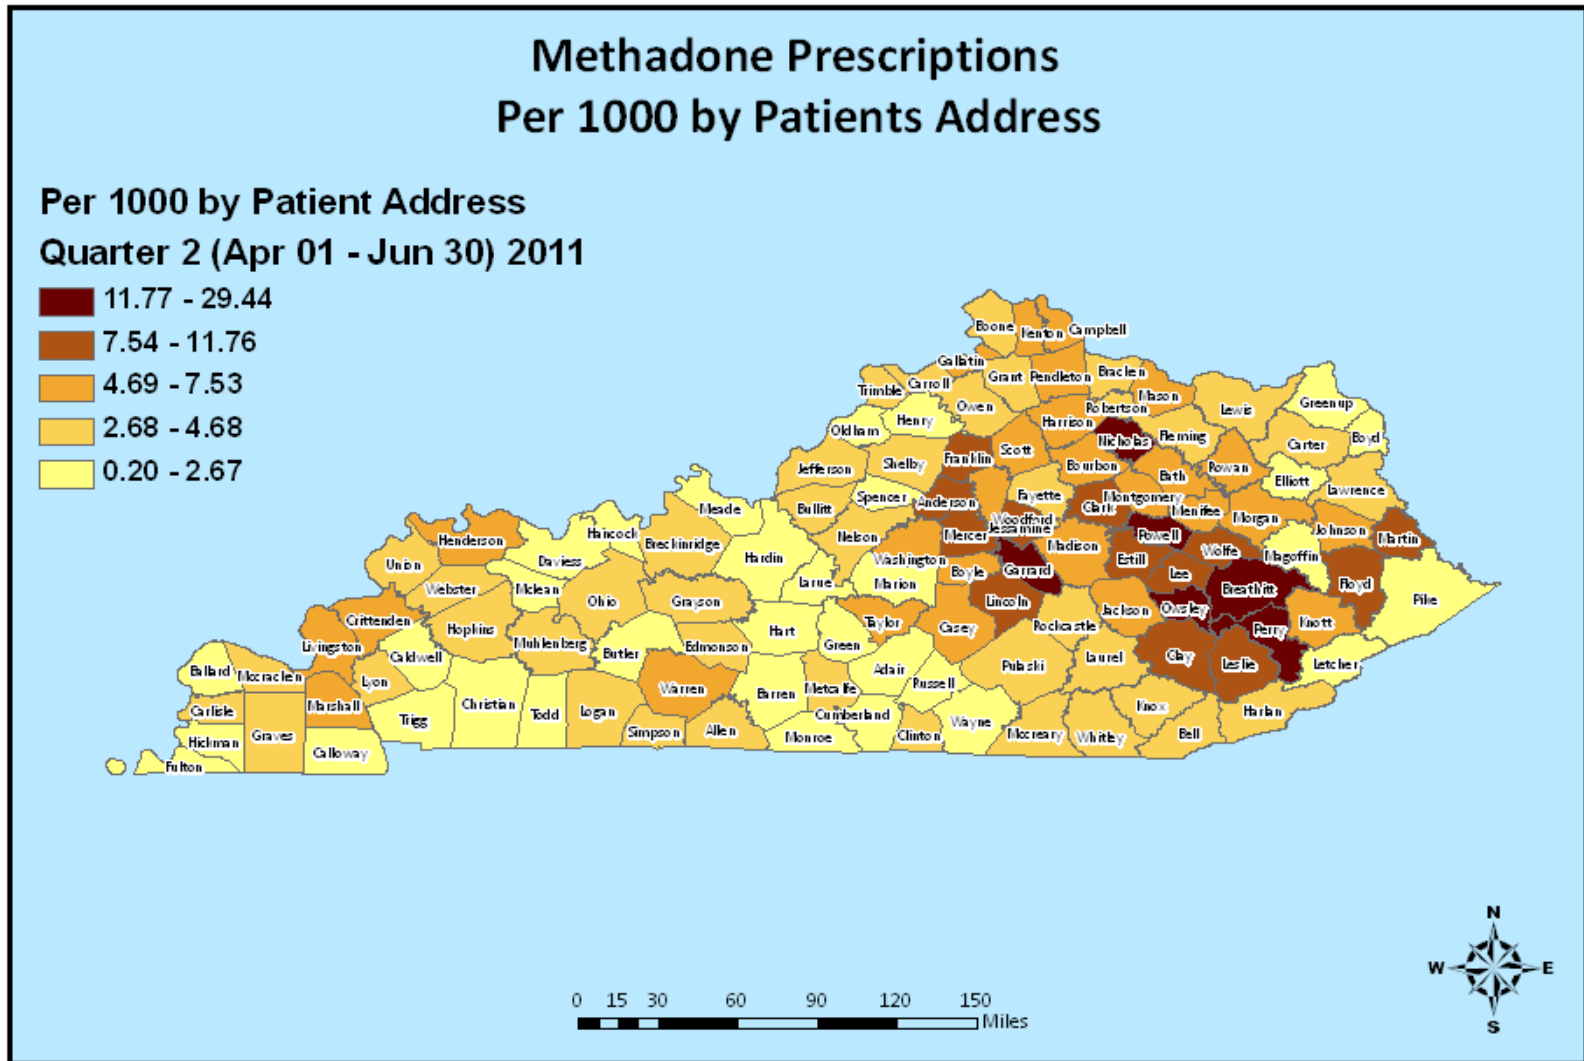 Methadone Prescriptions
Per 1000 by Patients Address
Per 1000 by Patient Address
Quarter 2 (Apr 01 - Jun 30) 2011
11.77 - 29.44
7.54 - 11.76
4.69 - 7.53
2.68 - 4.68
0.20 - 2.67
Boone
Kenton
Campbell
Gallatin
Grant
Pendleton
Bracken
Trimble
Carroll
Owen
Mason
Robertson
Lewis
Greenup
Henry
Oldham
Harrison
Nicholas
Fleming
Boyd
Carter
Franklin
Scott
Shelby
Jefferson
Bourbon
Bath
Rowan
Elliott
Lawrence
Spencer
Anderson
Fayette
Clark
Montgomery
Menifee
Morgan
Bullitt
Meade
Woodford
Jessamine
Johnson
Martin
Hancock
Henderson
Breckinridge
Nelson
Mercer
Madison
Powell
Wolfe
Magoffin
Daviess
Hardin
Washington
Estill
Union
Boyle
Garrard
Lee
Floyd
Webster
Mclean
Larue
Marion
Breathitt
Pike
Ohio
Grayson
Lincoln
Jackson
Owsley
Crittenden
Hopkins
Taylor
Casey
Rockcastle
Perry
Knott
Livingston
Muhlenberg
Edmonson
Hart
Green
Caldwell
Butler
Adair
Pulaski
Laurel
Clay
Leslie
Letcher
Ballard
Mccracken
Lyon
Warren
Barren
Metcalfe
Russell
Marshall
Christian
Todd
Logan
Carlisle
Trigg
Cumberland
Wayne
Knox
Harlan
Graves
Simpson
Allen
Monroe
Clinton
Mccreary
Whitley
Bell
Hickman
Calloway
Fulton
N
W
E
S
0 15 30 60 90 120 150
Miles